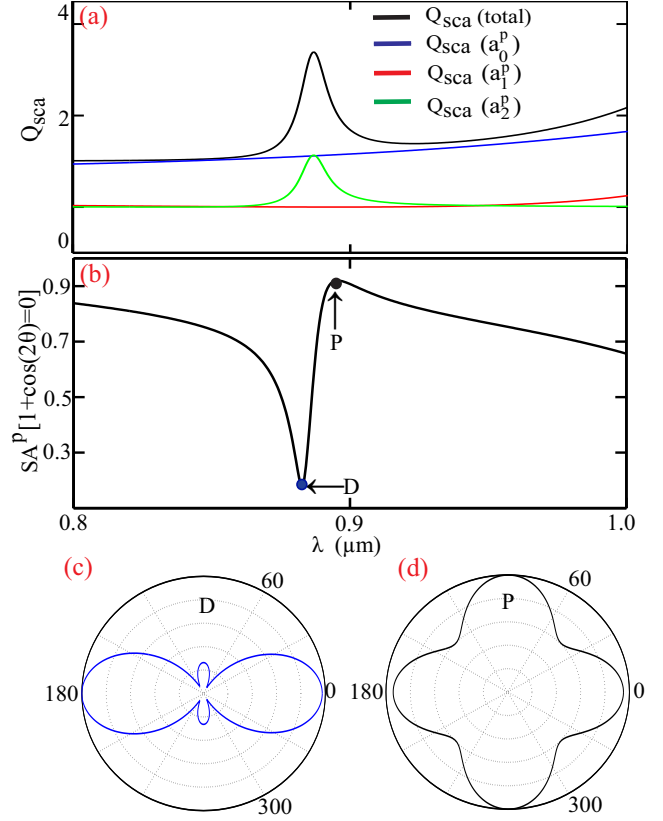 (a)
4
2
0
Q_sca
Q_sca (total)
Q_sca (a_0^p)
Q_sca (a_1^p)
Q_sca (a_2^p)
(b)
0.9
0.7
0.5
0.3
SA^p [1+cos(2θ)=0]
P
D
0.8
0.9
1.0
λ (µm)
(c)
D
60
180
0
300
(d)
P
60
180
0
300